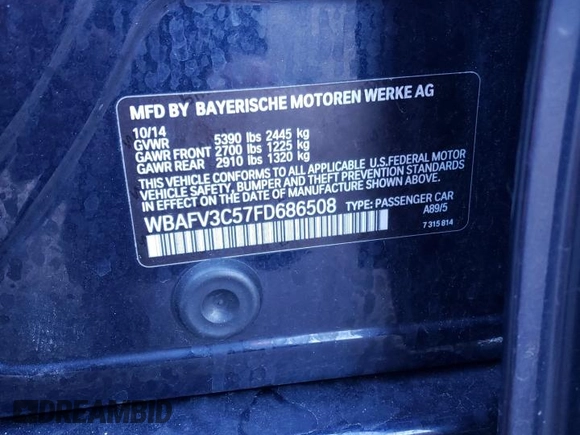 MFD BY BAYERISCHE MOTOREN WERKE AG
10/14
GVWR 5390 lbs 2445 kg
GAWR FRONT 2700 lbs 1225 kg
GAWR REAR 2910 lbs 1320 kg
THIS VEHICLE CONFORMS TO ALL APPLICABLE U.S.FEDERAL MOTOR
VEHICLE SAFETY, BUMPER AND THEFT PREVENTION STANDARDS
IN EFFECT ON THE DATE OF MANUFACTURE SHOWN ABOVE.
WBAFV3C57FD686508 TYPE: PASSENGER CAR
A89/5
7 315 814
DREAMBID